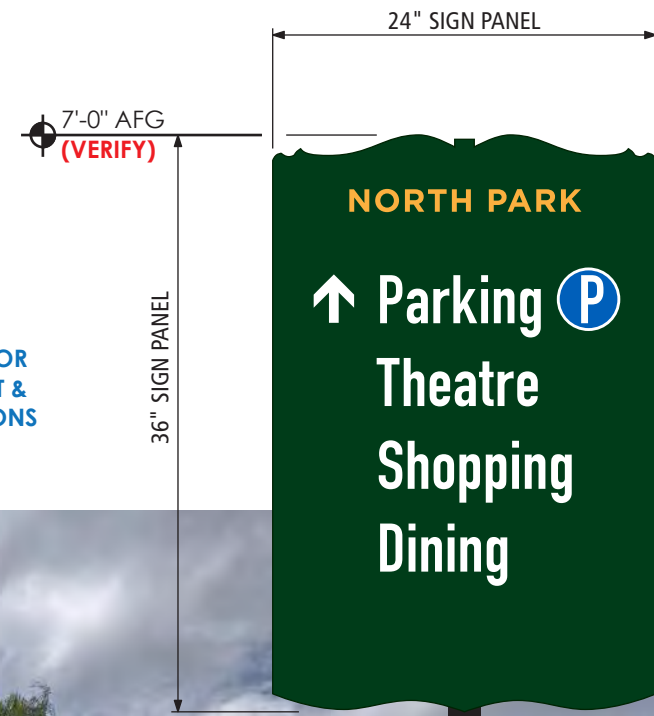 24" SIGN PANEL
7'-0" AFG
(VERIFY)
NORTH PARK
Parking P
Theatre
Shopping
Dining
36" SIGN PANEL
OR
T &
ONS